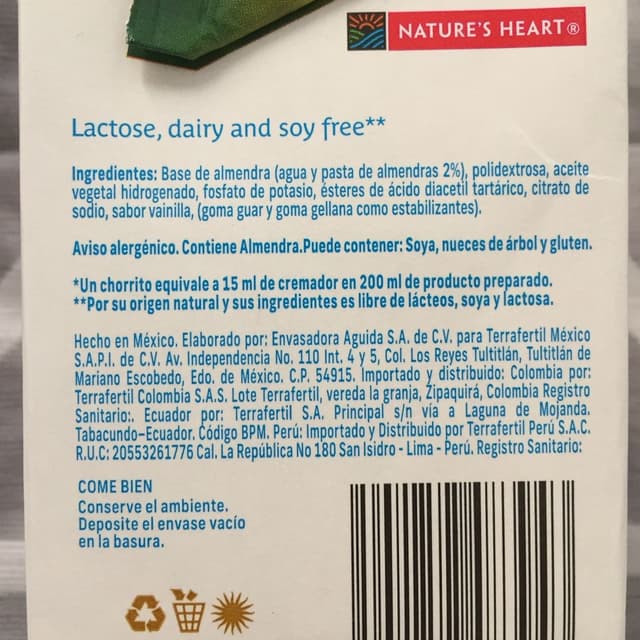 NATURE'S HEART®
Lactose, dairy and soy free**
Ingredientes: Base de almendra (agua y pasta de almendras 2%), polidextrosa, aceite
vegetal hidrogenado, fosfato de potasio, ésteres de ácido diacetil tartárico, citrato de
sodio, sabor vainilla, (goma guar y goma gellana como estabilizantes).
Aviso alergénico. Contiene Almendra.Puede contener: Soya, nueces de árbol y gluten.
*Un chorrito equivale a 15 ml de cremador en 200 ml de producto preparado.
**Por su origen natural y sus ingredientes es libre de lácteos, soya y lactosa.
Hecho en México. Elaborado por: Envasadora Aguida S.A. de C.V. para Terrafertil México
S.A.P.I. de C.V. Av. Independencia No. 110 Int. 4 y 5, Col. Los Reyes Tultitlán, Tultitlán de
Mariano Escobedo, Edo. de México. C.P. 54915. Importado y distribuido: Colombia por:
Terrafertil Colombia S.A.S. Lote Terrafertil, vereda la granja, Zipaquirá, Colombia Registro
Sanitario:. Ecuador por: Terrafertil S.A. Principal s/n vía a Laguna de Mojanda.
Tabacundo-Ecuador. Código BPM. Perú: Importado y Distribuido por Terrafertil Perú S.A.C.
R.U.C: 20553261776 Cal. La República No 180 San Isidro - Lima - Perú. Registro Sanitario:
COME BIEN
Conserve el ambiente.
Deposite el envase vacío
en la basura.